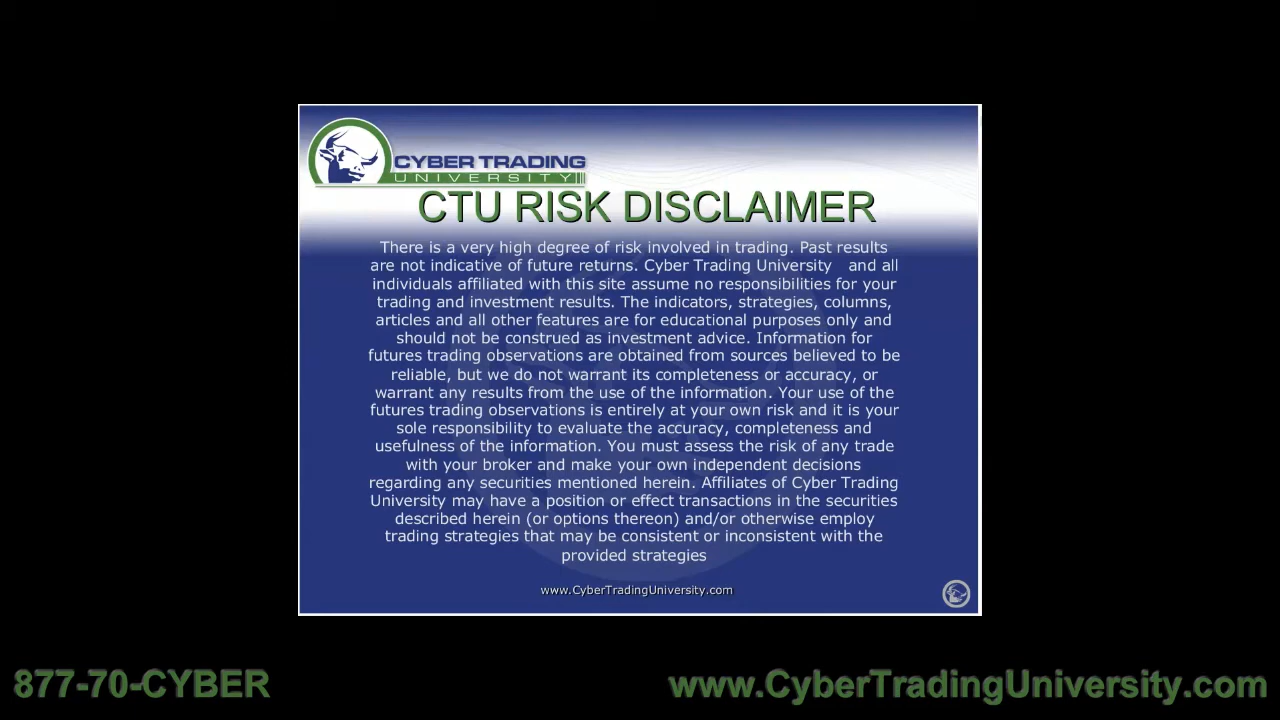 CYBER TRADING
UNIVERSITY
CTU RISK DISCLAIMER
There is a very high degree of risk involved in trading. Past results
are not indicative of future returns. Cyber Trading University and all
individuals affiliated with this site assume no responsibilities for your
trading and investment results. The indicators, strategies, columns,
articles and all other features are for educational purposes only and
should not be construed as investment advice. Information for
futures trading observations are obtained from sources believed to be
reliable, but we do not warrant its completeness or accuracy, or
warrant any results from the use of the information. Your use of the
futures trading observations is entirely at your own risk and it is your
sole responsibility to evaluate the accuracy, completeness and
usefulness of the information. You must assess the risk of any trade
with your broker and make your own independent decisions
regarding any securities mentioned herein. Affiliates of Cyber Trading
University may have a position or effect transactions in the securities
described herein (or options thereon) and/or otherwise employ
trading strategies that may be consistent or inconsistent with the
provided strategies
www.CyberTradingUniversity.com
877-70-CYBER
www.CyberTradingUniversity.com